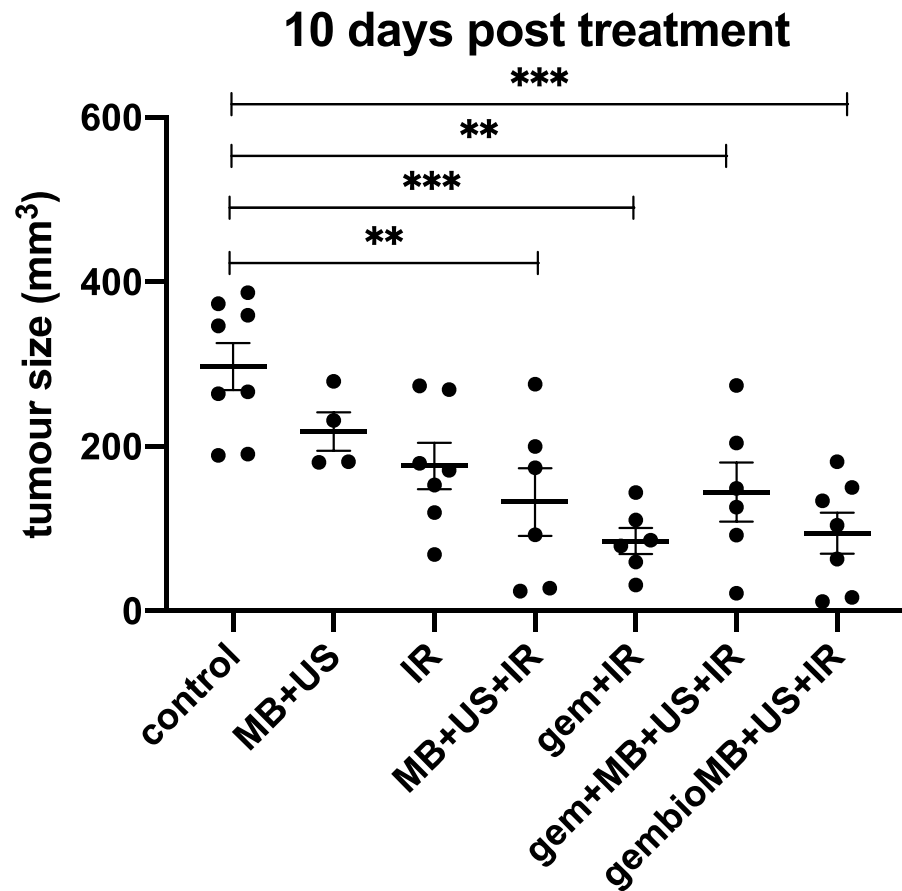 10 days post treatment
***
**
***
**
tumour size (mm³)
600
400
200
0
control
MB+US
IR
MB+US+IR
gem+IR
gem+MB+US+IR
gembioMB+US+IR